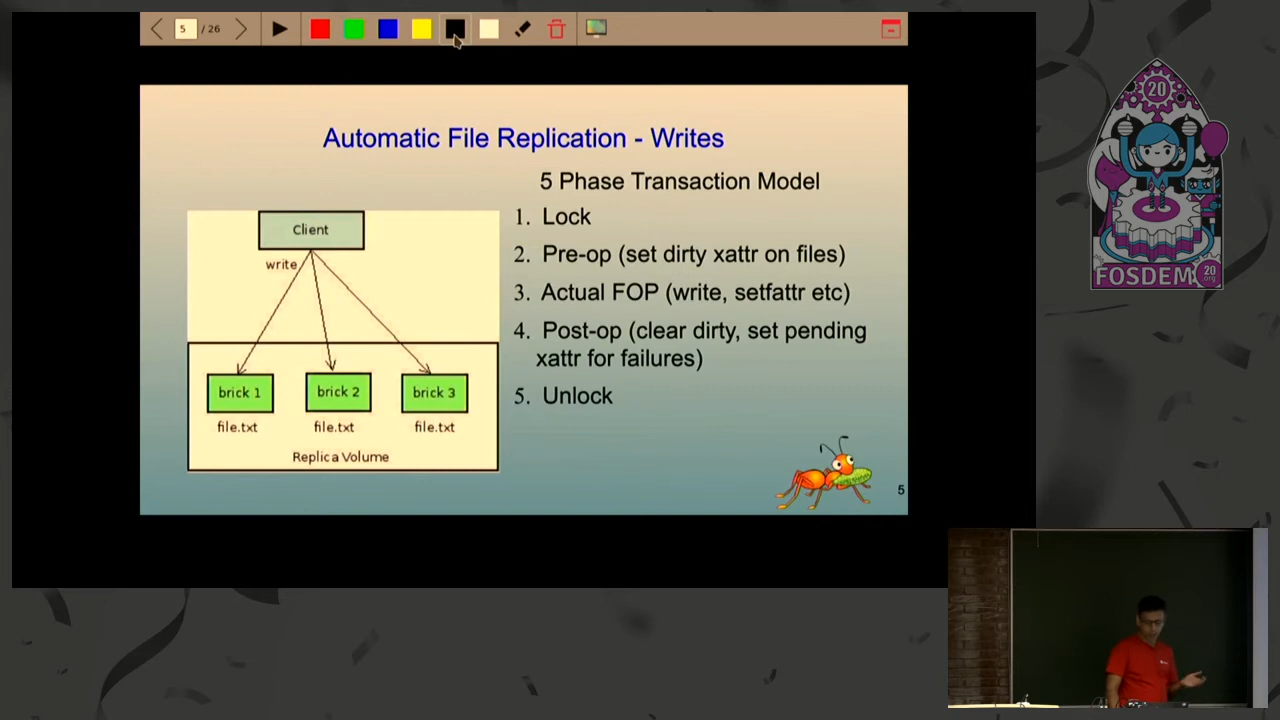 5 / 26
Automatic File Replication - Writes
5 Phase Transaction Model
1. Lock
2. Pre-op (set dirty xattr on files)
3. Actual FOP (write, setfattr etc)
4. Post-op (clear dirty, set pending
xattr for failures)
5. Unlock
Client
write
brick 1
brick 2
brick 3
file.txt
file.txt
file.txt
Replica Volume
5
20
FOSDEM
20
.org